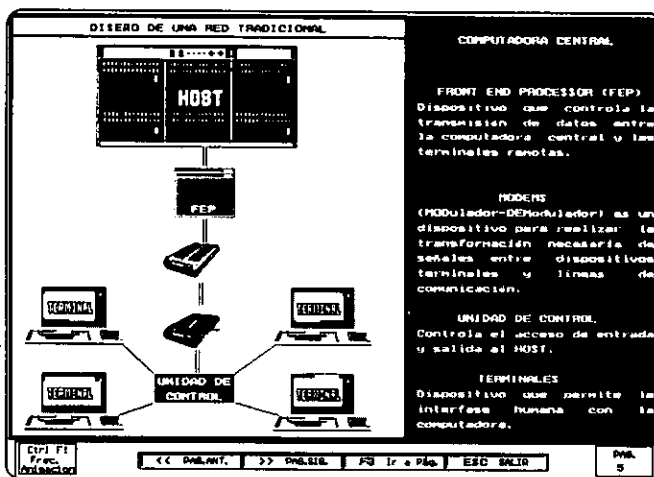 DISEÑO DE UNA RED TRADICIONAL
HOST
FEP
TERMINAL
TERMINAL
UNIDAD DE
CONTROL
TERMINAL
TERMINAL
COMPUTADORA CENTRAL
FRONT END PROCESSOR (FEP)
Dispositivo que controla la
transmisión de datos entre
la computadora central y las
terminales remotas.
MODEMS
(MODulador-DEModulador) es un
dispositivo para realizar la
transformación necesaria de
señales entre dispositivos
terminales y líneas de
comunicación.
UNIDAD DE CONTROL
Controla el acceso de entrada
y salida al HOST.
TERMINALES
Dispositivo que permite la
interfase humana con la
computadora.
Ctrl F1
Frec.
Animacion
<< PAG.ANT.
>> PAG.SIG.
F3 Ir a Pág.
ESC SALIR
PAG.
5